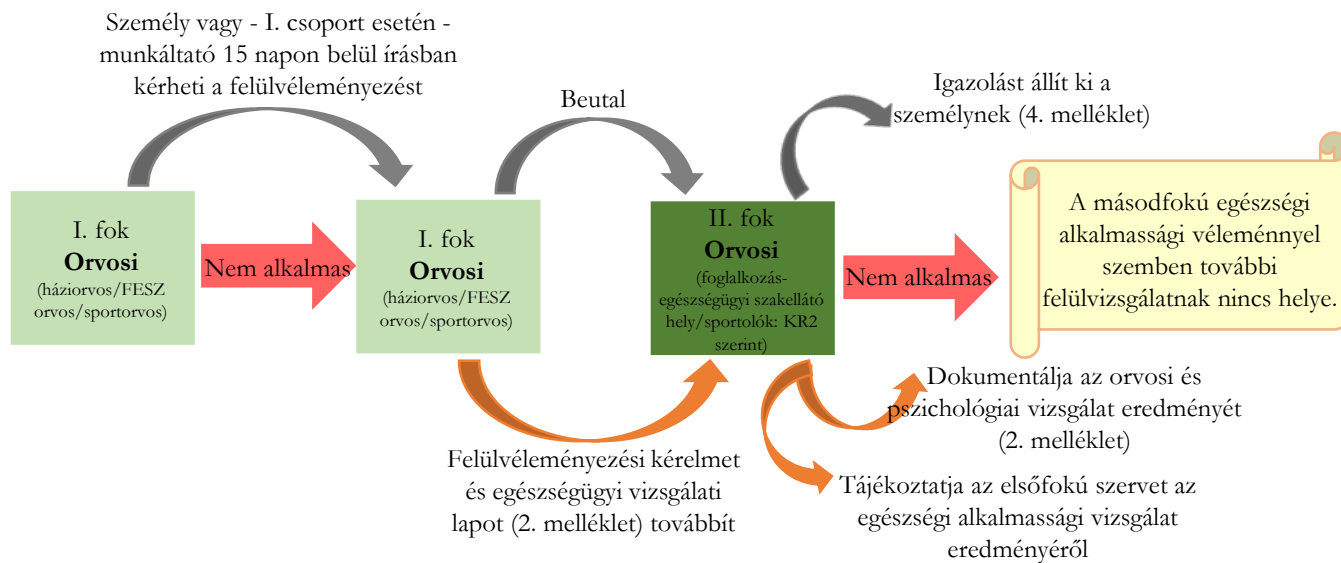 Személy vagy - I. csoport esetén -
munkáltató 15 napon belül írásban
kérheti a felülvéleményezést
Beutal
Igazolást állít ki a
személynek (4. melléklet)
I. fok
Orvosi
(háziorvos/FESZ
orvos/sportorvos)
Nem alkalmas
I. fok
Orvosi
(háziorvos/FESZ
orvos/sportorvos)
II. fok
Orvosi
(foglalkozás-
egészségügyi szakellátó
hely/sportolók: KR2
szerint)
Nem alkalmas
A másodfokú egészségi
alkalmassági véleménnyel
szemben további
felülvizsgálatnak nincs helye.
Felülvéleményezési kérelmet
és egészségügyi vizsgálati
lapot (2. melléklet) továbbít
Dokumentálja az orvosi és
pszichológiai vizsgálat eredményét
(2. melléklet)
Tájékoztatja az elsőfokú szervet az
egészségi alkalmassági vizsgálat
eredményéről